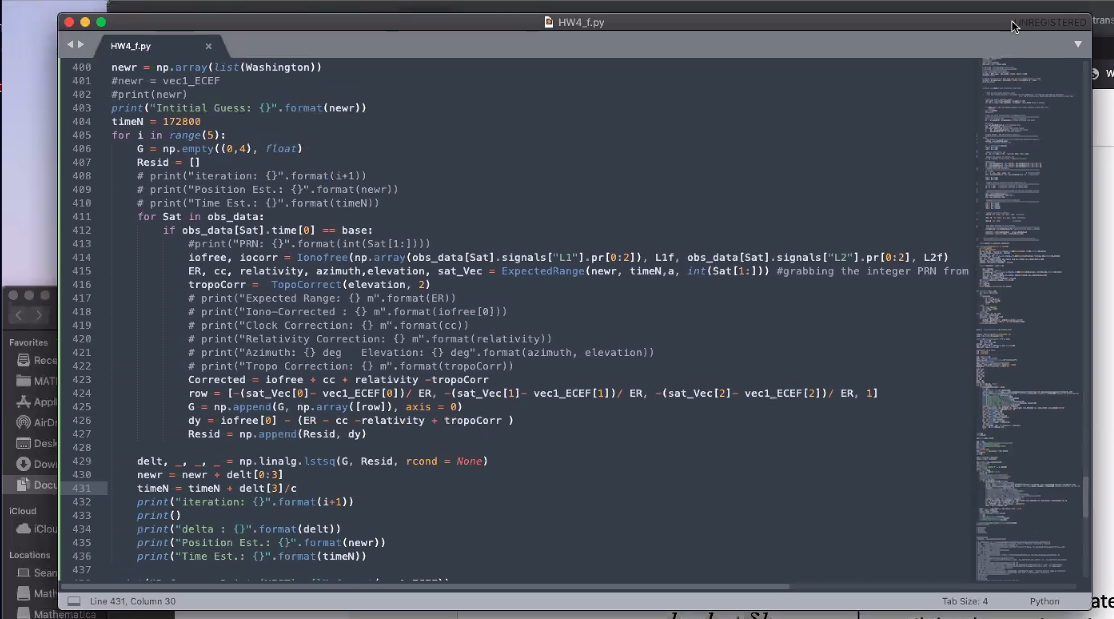 HW4_f.py
UNREGISTERED
HW4_f.py ×
400 newr = np.array(list(Washington))
401 #newr = vec1_ECEF
402 #print(newr)
403 print("Intitial Guess: {}".format(newr))
404 timeN = 172800
405 for i in range(5):
406 G = np.empty((0,4), float)
407 Resid = []
408 # print("iteration: {}".format(i+1))
409 # print("Position Est.: {}".format(newr))
410 # print("Time Est.: {}".format(timeN))
411 for Sat in obs_data:
412 if obs_data[Sat].time[0] == base:
413 #print("PRN: {}".format(int(Sat[1:])))
414 iofree, iocorr = Ionofree(np.array(obs_data[Sat].signals["L1"].pr[0:2]), L1f, obs_data[Sat].signals["L2"].pr[0:2], L2f)
415 ER, cc, relativity, azimuth,elevation, sat_Vec = ExpectedRange(newr, timeN,a, int(Sat[1:])) #grabbing the integer PRN from
416 tropoCorr = TopoCorrect(elevation, 2)
417 # print("Expected Range: {} m".format(ER))
418 # print("Iono-Corrected : {} m".format(iofree[0]))
419 # print("Clock Correction: {} m".format(cc))
420 # print("Relativity Correction: {} m".format(relativity))
421 # print("Azimuth: {} deg Elevation: {} deg".format(azimuth, elevation))
422 # print("Tropo Correction: {} m".format(tropoCorr))
423 Corrected = iofree + cc + relativity -tropoCorr
424 row = [-(sat_Vec[0]- vec1_ECEF[0])/ ER, -(sat_Vec[1]- vec1_ECEF[1])/ ER, -(sat_Vec[2]- vec1_ECEF[2])/ ER, 1]
425 G = np.append(G, np.array([row]), axis = 0)
426 dy = iofree[0] - (ER - cc -relativity + tropoCorr )
427 Resid = np.append(Resid, dy)
428
429 delt, _, _, _ = np.linalg.lstsq(G, Resid, rcond = None)
430 newr = newr + delt[0:3]
431 timeN = timeN + delt[3]/c
432 print("iteration: {}".format(i+1))
433 print()
434 print("delta : {}".format(delt))
435 print("Position Est.: {}".format(newr))
436 print("Time Est.: {}".format(timeN))
437
Line 431, Column 30
Tab Size: 4
Python
Favorites
Rece
MAT
Appl
AirDr
Desk
Dow
Docu
iCloud
iClou
Locations
Sean
Math
Mathematica
trans
W
ate